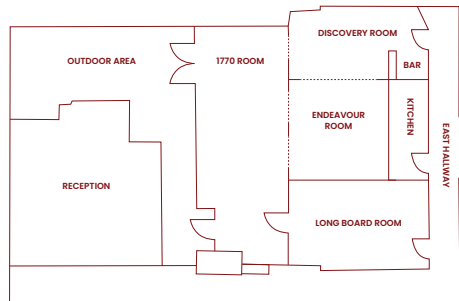 DISCOVERY ROOM
OUTDOOR AREA
1770 ROOM
BAR
ENDEAVOUR
ROOM
KITCHEN
EAST HALLWAY
RECEPTION
LONG BOARD ROOM